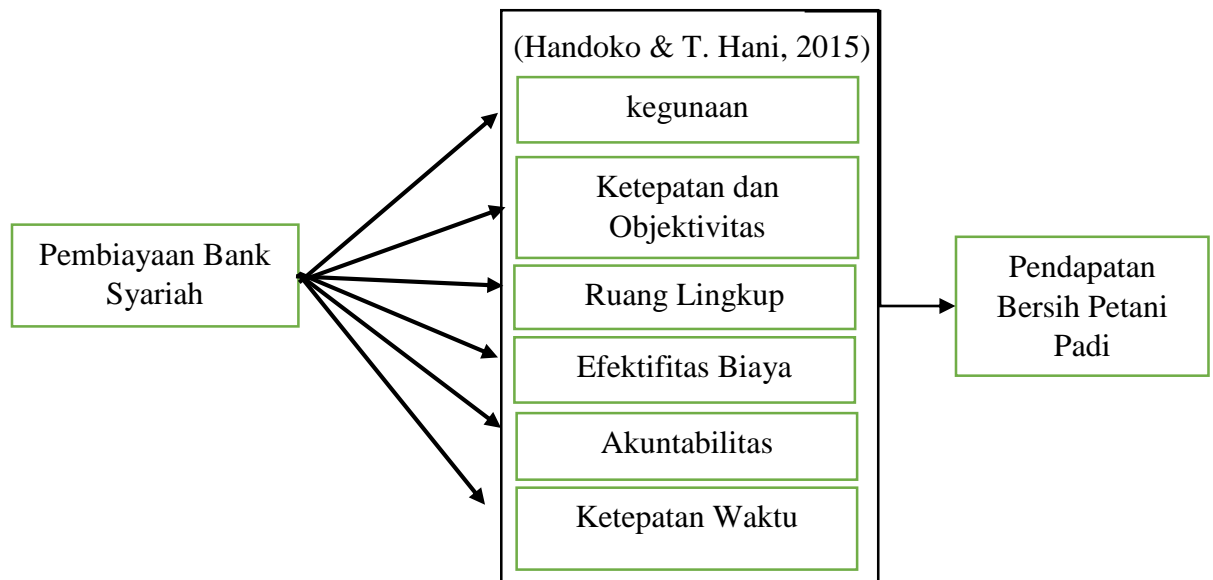 (Handoko & T. Hani, 2015)
kegunaan
Ketepatan dan
Objektivitas
Pembiayaan Bank
Syariah
Ruang Lingkup
Efektifitas Biaya
Akuntabilitas
Ketepatan Waktu
Pendapatan
Bersih Petani
Padi